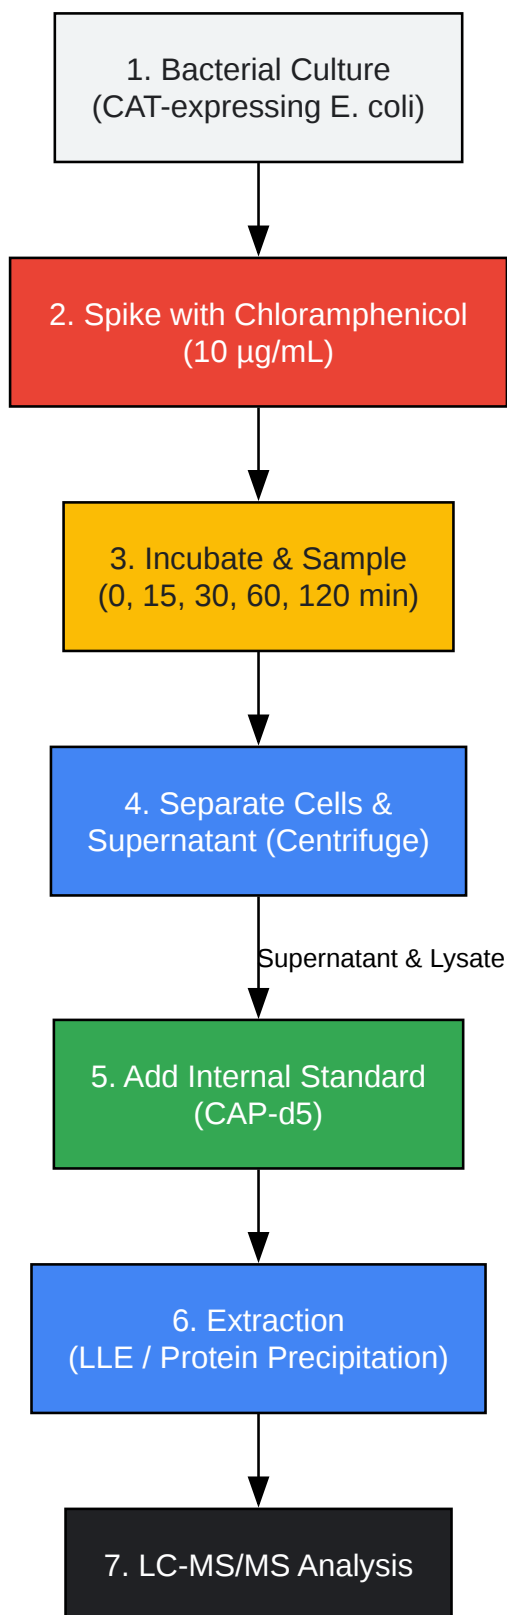 1. Bacterial Culture
(CAT-expressing E. coli)
2. Spike with Chloramphenicol
(10 µg/mL)
3. Incubate & Sample
(0, 15, 30, 60, 120 min)
4. Separate Cells &
Supernatant (Centrifuge)
Supernatant & Lysate
5. Add Internal Standard
(CAP-d5)
6. Extraction
(LLE / Protein Precipitation)
7. LC-MS/MS Analysis